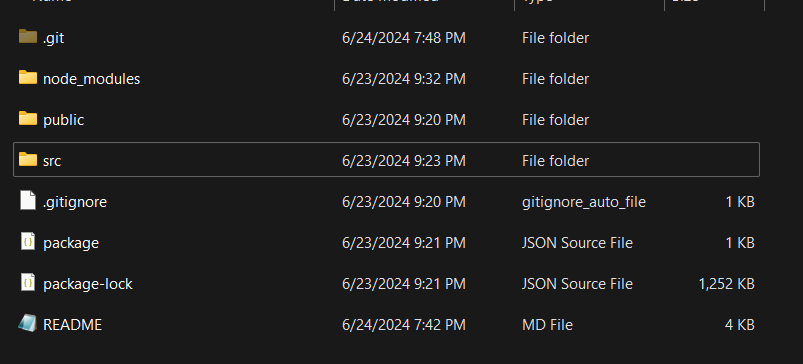 Name Date modified Type Size
.git 6/24/2024 7:48 PM File folder
node_modules 6/23/2024 9:32 PM File folder
public 6/23/2024 9:20 PM File folder
src 6/23/2024 9:23 PM File folder
.gitignore 6/23/2024 9:20 PM gitignore_auto_file 1 KB
package 6/23/2024 9:21 PM JSON Source File 1 KB
package-lock 6/23/2024 9:21 PM JSON Source File 1,252 KB
README 6/24/2024 7:42 PM MD File 4 KB